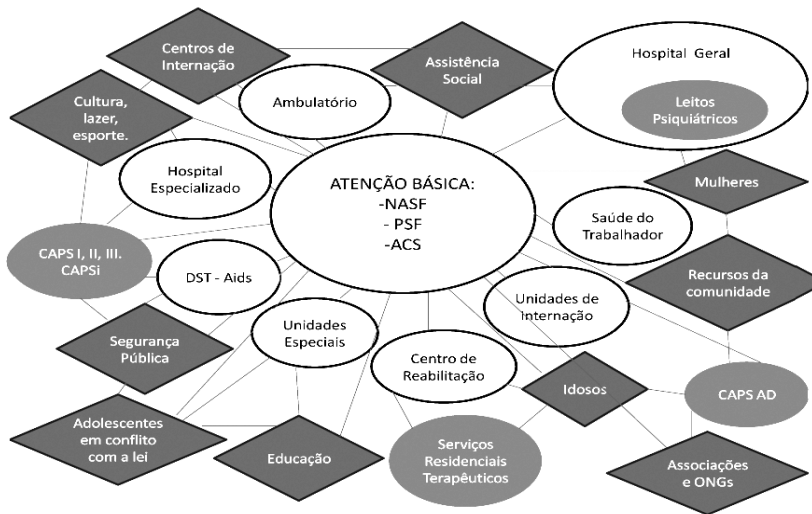 Centros de
Internação
Assistência
Social
Hospital Geral
Ambulatório
Leitos
Psiquiátricos
Cultura,
lazer,
esporte.
Hospital
Especializado
ATENÇÃO BÁSICA:
-NASF
- PSF
-ACS
Mulheres
Saúde do
Trabalhador
CAPS I, II, III.
CAPSi
DST - Aids
Recursos da
comunidade
Unidades de
Internação
Segurança
Pública
Unidades
Especiais
Centro de
Reabilitação
Idosos
CAPS AD
Adolescentes
em conflito
com a lei
Educação
Serviços
Residenciais
Terapêuticos
Associações
e ONGs